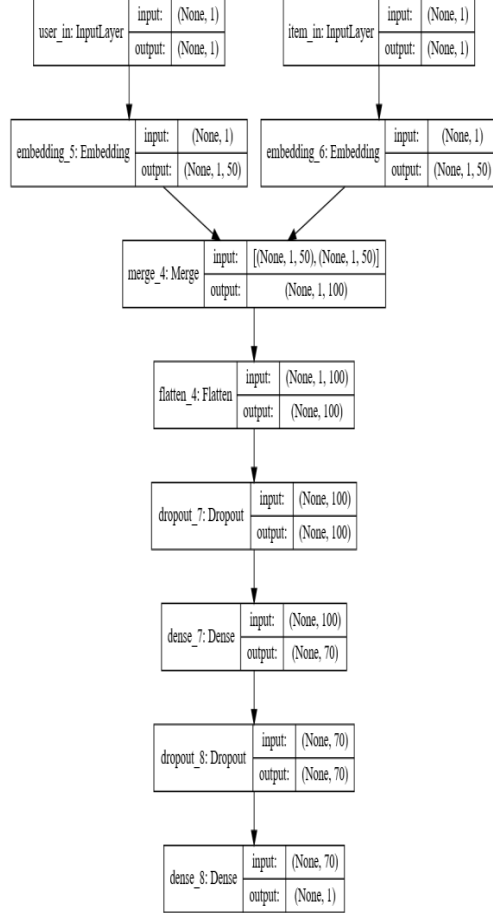 user_in: InputLayer input: (None, 1)
output: (None, 1)
item_in: InputLayer input: (None, 1)
output: (None, 1)
embedding_5: Embedding input: (None, 1)
output: (None, 1, 50)
embedding_6: Embedding input: (None, 1)
output: (None, 1, 50)
merge_4: Merge input: [(None, 1, 50), (None, 1, 50)]
output: (None, 1, 100)
flatten_4: Flatten input: (None, 1, 100)
output: (None, 100)
dropout_7: Dropout input: (None, 100)
output: (None, 100)
dense_7: Dense input: (None, 100)
output: (None, 70)
dropout_8: Dropout input: (None, 70)
output: (None, 70)
dense_8: Dense input: (None, 70)
output: (None, 1)